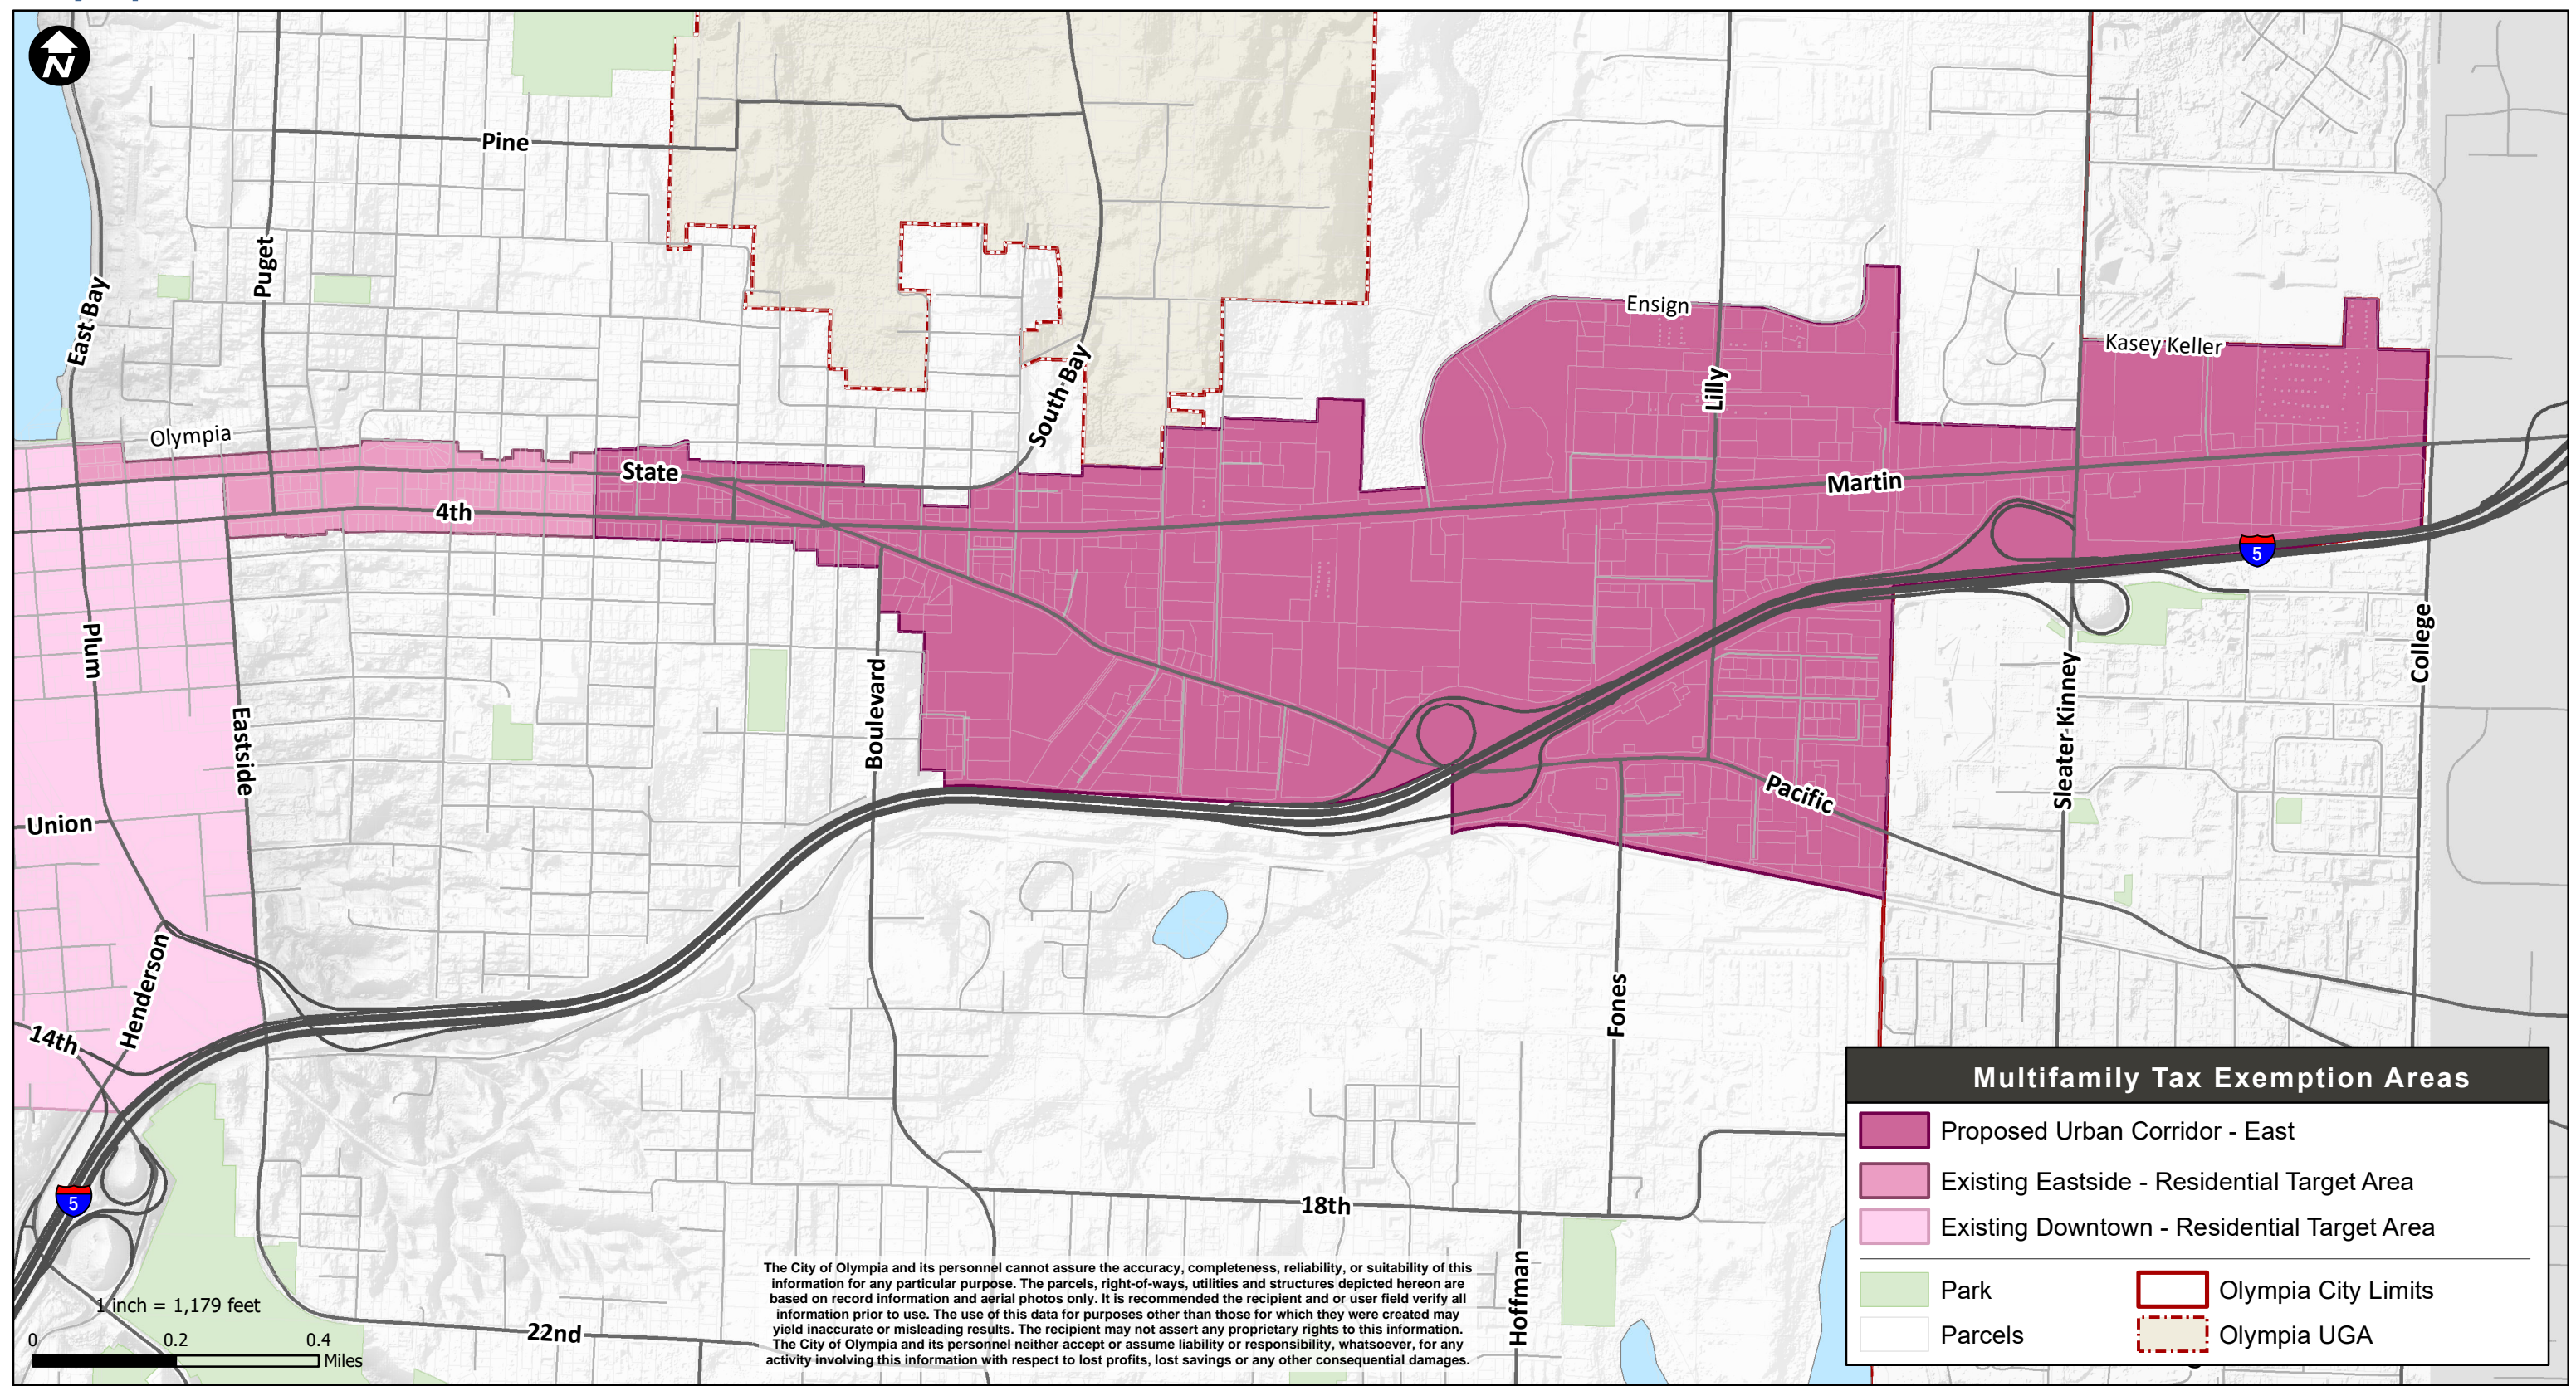 N
Pine
Puget
East Bay
South Bay
Ensign
Lilly
Kasey Keller
Olympia
State
4th
Martin
5
Plum
Eastside
Boulevard
Sleater-Kinney
College
Pacific
Union
Henderson
14th
Fones
5
18th
Hoffman
22nd
1 inch = 1,179 feet
0 0.2 0.4
Miles
The City of Olympia and its personnel cannot assure the accuracy, completeness, reliability, or suitability of this
information for any particular purpose. The parcels, right-of-ways, utilities and structures depicted hereon are
based on record information and aerial photos only. It is recommended the recipient and or user field verify all
information prior to use. The use of this data for purposes other than those for which they were created may
yield inaccurate or misleading results. The recipient may not assert any proprietary rights to this information.
The City of Olympia and its personnel neither accept or assume liability or responsibility, whatsoever, for any
activity involving this information with respect to lost profits, lost savings or any other consequential damages.
Multifamily Tax Exemption Areas
Proposed Urban Corridor - East
Existing Eastside - Residential Target Area
Existing Downtown - Residential Target Area
Park
Olympia City Limits
Parcels
Olympia UGA